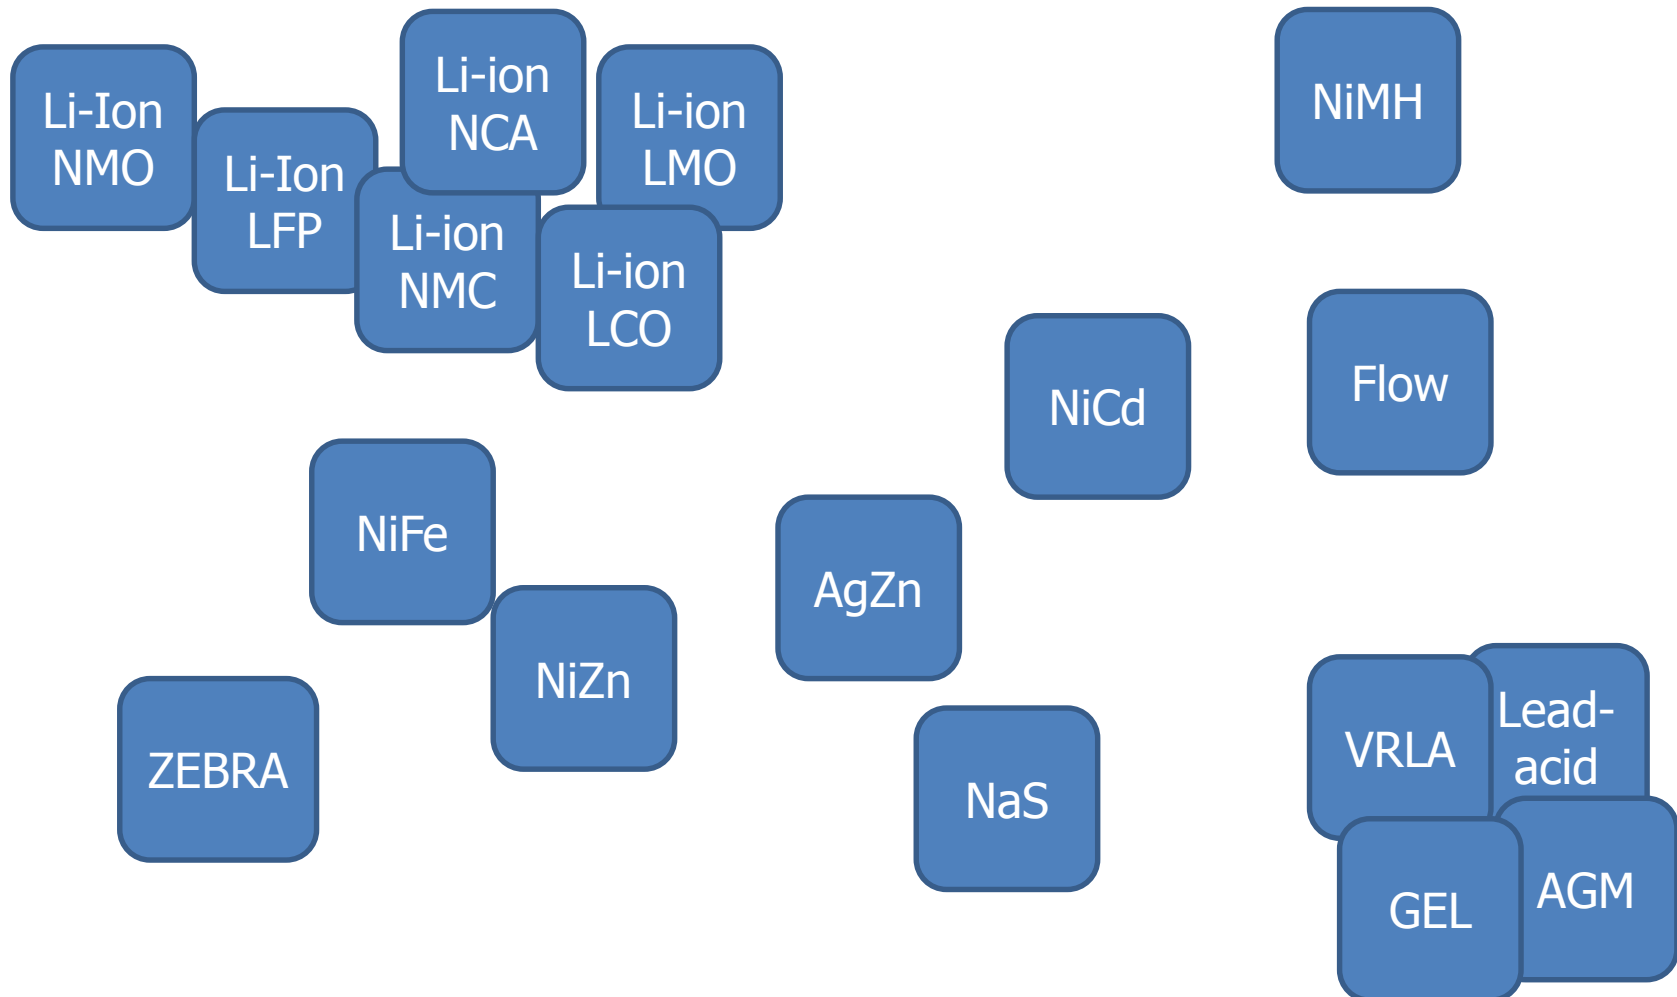 Li-Ion
NMO
Li-Ion
LFP
Li-ion
NCA
Li-ion
NMC
Li-ion
LMO
Li-ion
LCO
NiMH
NiCd
Flow
NiFe
NiZn
AgZn
ZEBRA
NaS
VRLA
Lead-
acid
GEL
AGM